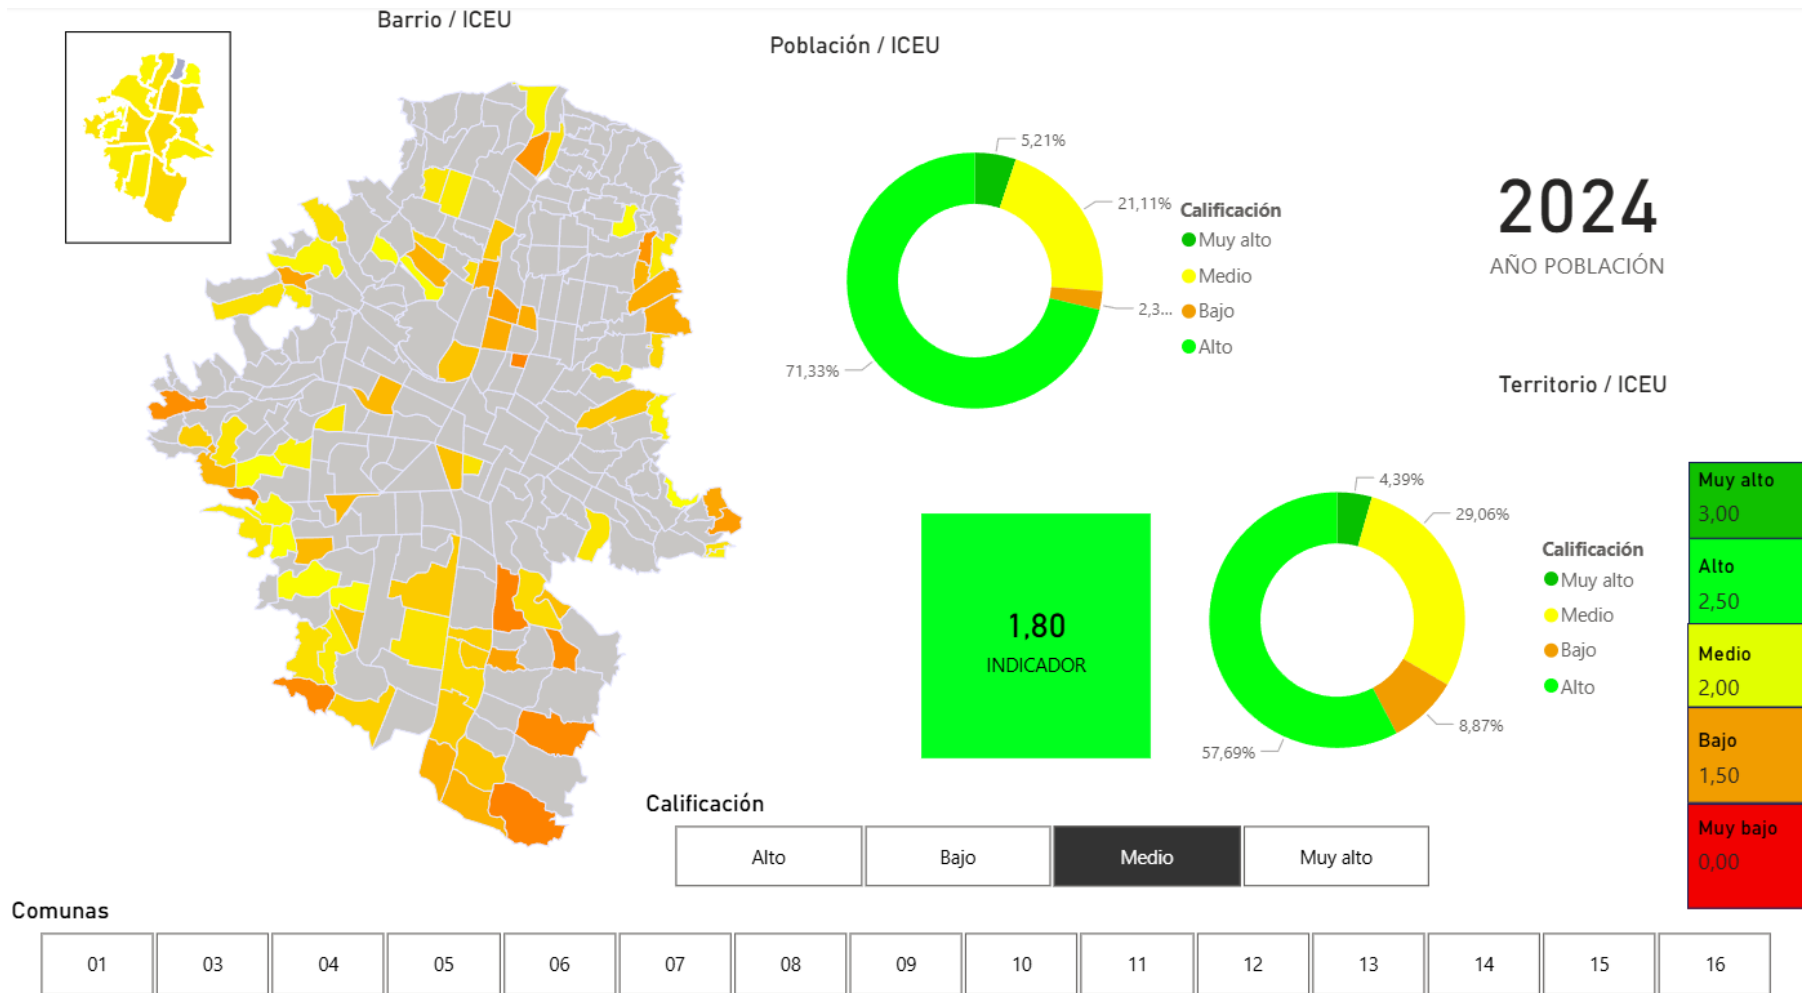 Barrio / ICEU
Población / ICEU
5,21%
21,11%
2,3...
71,33%
Calificación
Muy alto
Medio
Bajo
Alto
2024
AÑO POBLACIÓN
Territorio / ICEU
4,39%
29,06%
8,87%
57,69%
Calificación
Muy alto
Medio
Bajo
Alto
Muy alto
3,00
Alto
2,50
Medio
2,00
Bajo
1,50
Muy bajo
0,00
1,80
INDICADOR
Calificación
Alto Bajo Medio Muy alto
Comunas
01 03 04 05 06 07 08 09 10 11 12 13 14 15 16